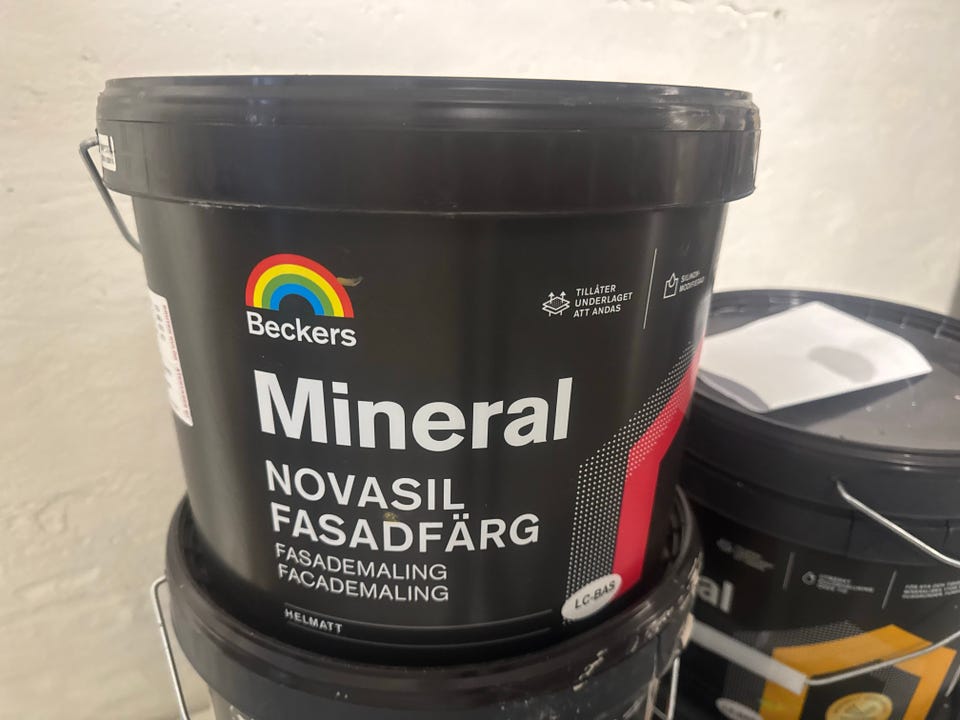 Beckers
TILLÅTER
UNDERLAGET
ATT ANDAS
SILIKON-
MODIFIERAD
Mineral
NOVASIL
FASADFÄRG
FASADEMALING
FACADEMALING
HELMATT
LC-BAS
al